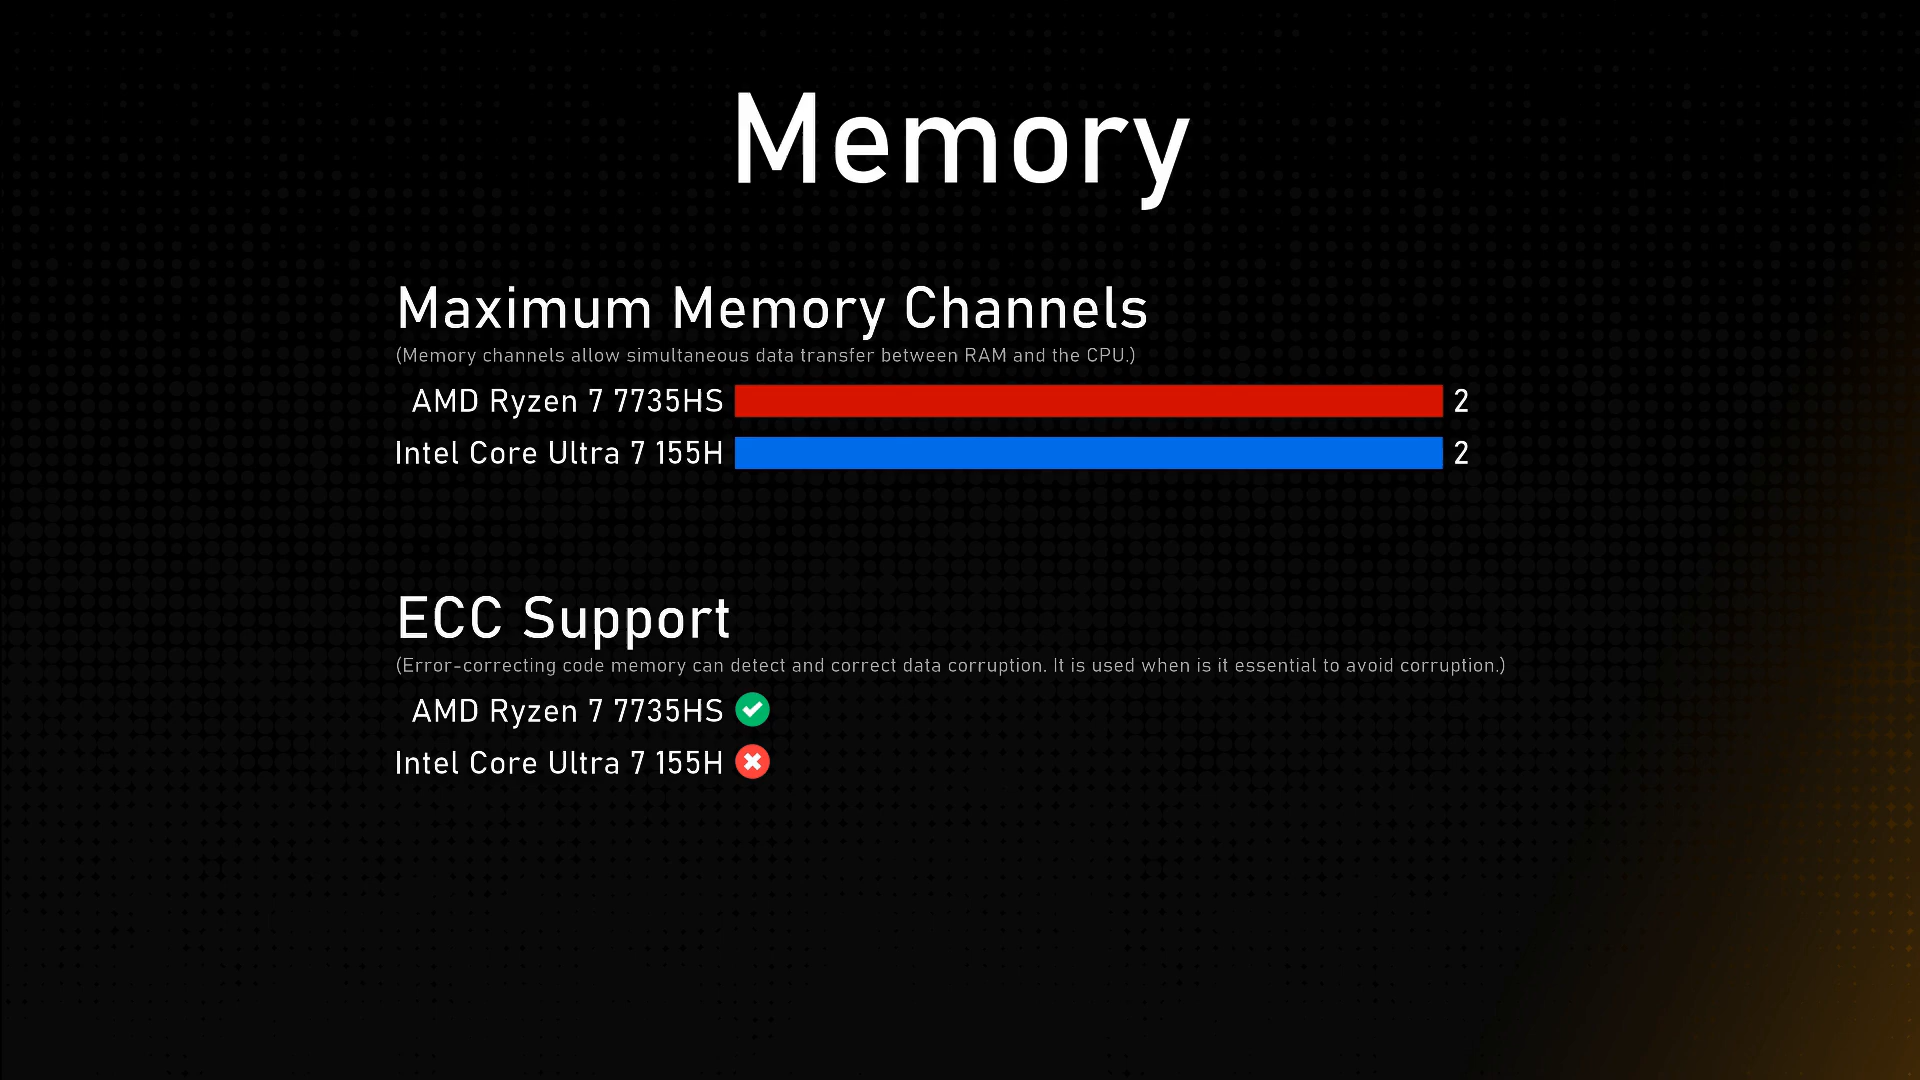 Memory
Maximum Memory Channels
(Memory channels allow simultaneous data transfer between RAM and the CPU.)
AMD Ryzen 7 7735HS 2
Intel Core Ultra 7 155H 2
ECC Support
(Error-correcting code memory can detect and correct data corruption. It is used when is it essential to avoid corruption.)
AMD Ryzen 7 7735HS
Intel Core Ultra 7 155H